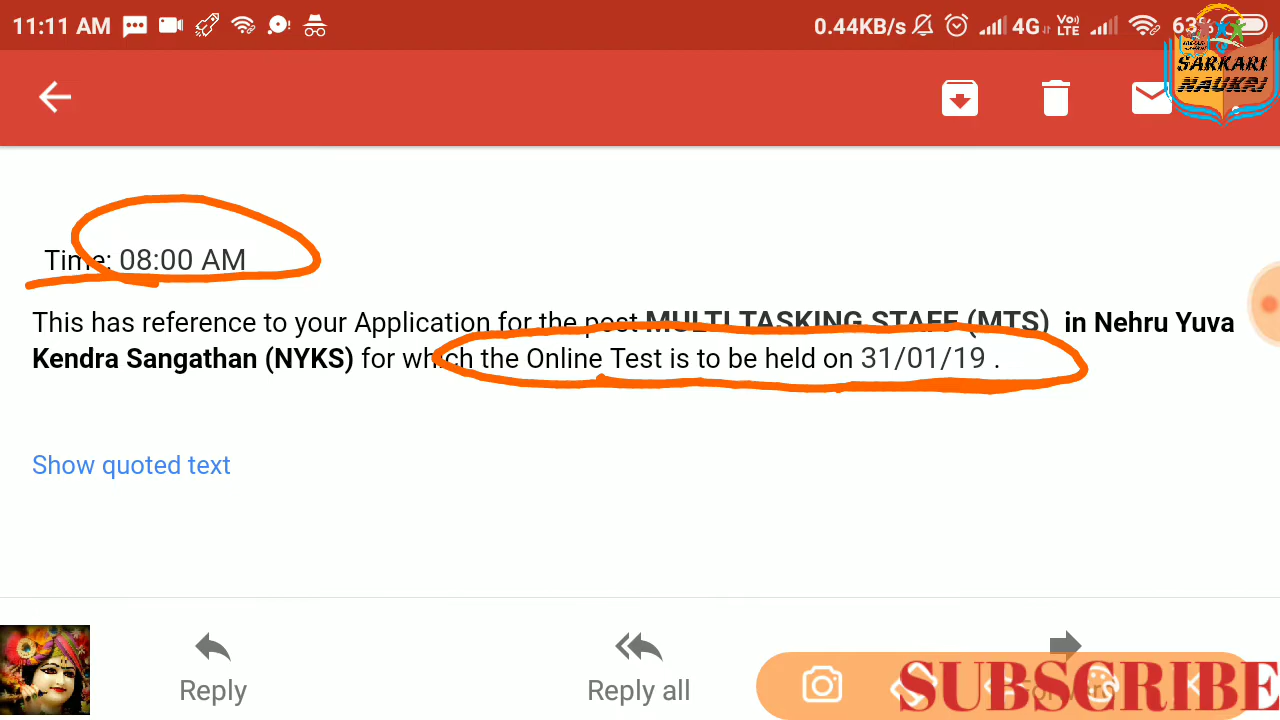 11:11 AM 0.44KB/s 4G VoLTE 63%
SARKARI
NAUKRI
Time: 08:00 AM
This has reference to your Application for the post MULTI TASKING STAFF (MTS) in Nehru Yuva
Kendra Sangathan (NYKS) for which the Online Test is to be held on 31/01/19 .
Show quoted text
Reply Reply all
SUBSCRIBE